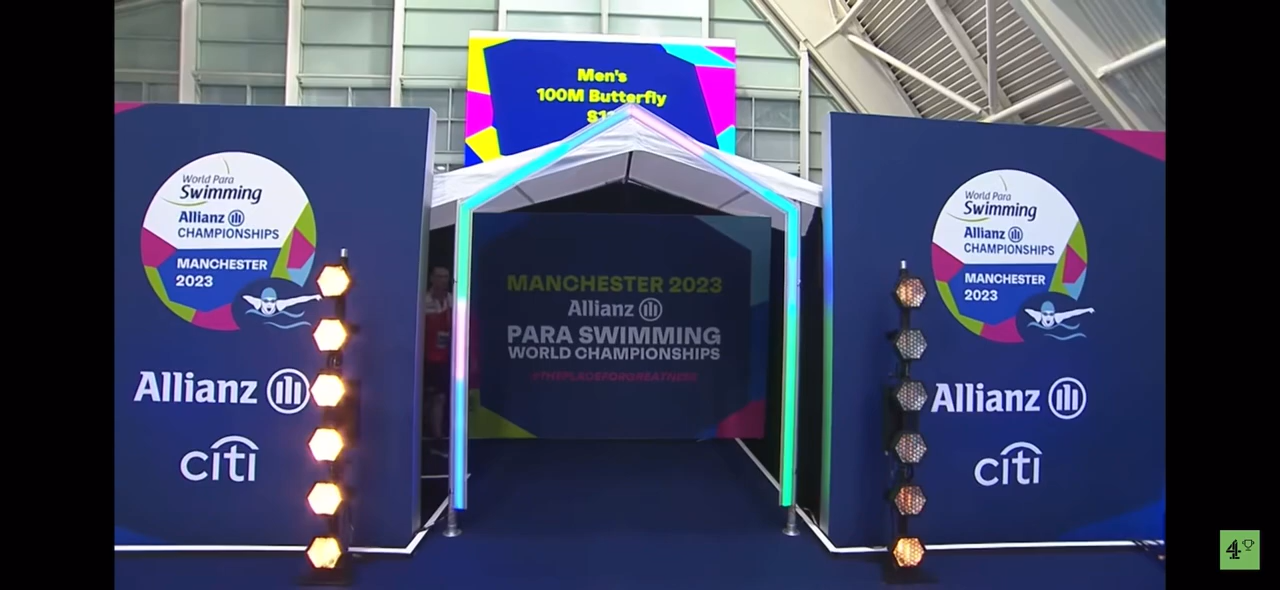 Men's
100M Butterfly
World Para
Swimming
Allianz
CHAMPIONSHIPS
MANCHESTER
2023
Allianz
citi
MANCHESTER 2023
Allianz
PARA SWIMMING
WORLD CHAMPIONSHIPS
#THEPLACEFORGREATNESS
World Para
Swimming
Allianz
CHAMPIONSHIPS
MANCHESTER
2023
Allianz
citi
4